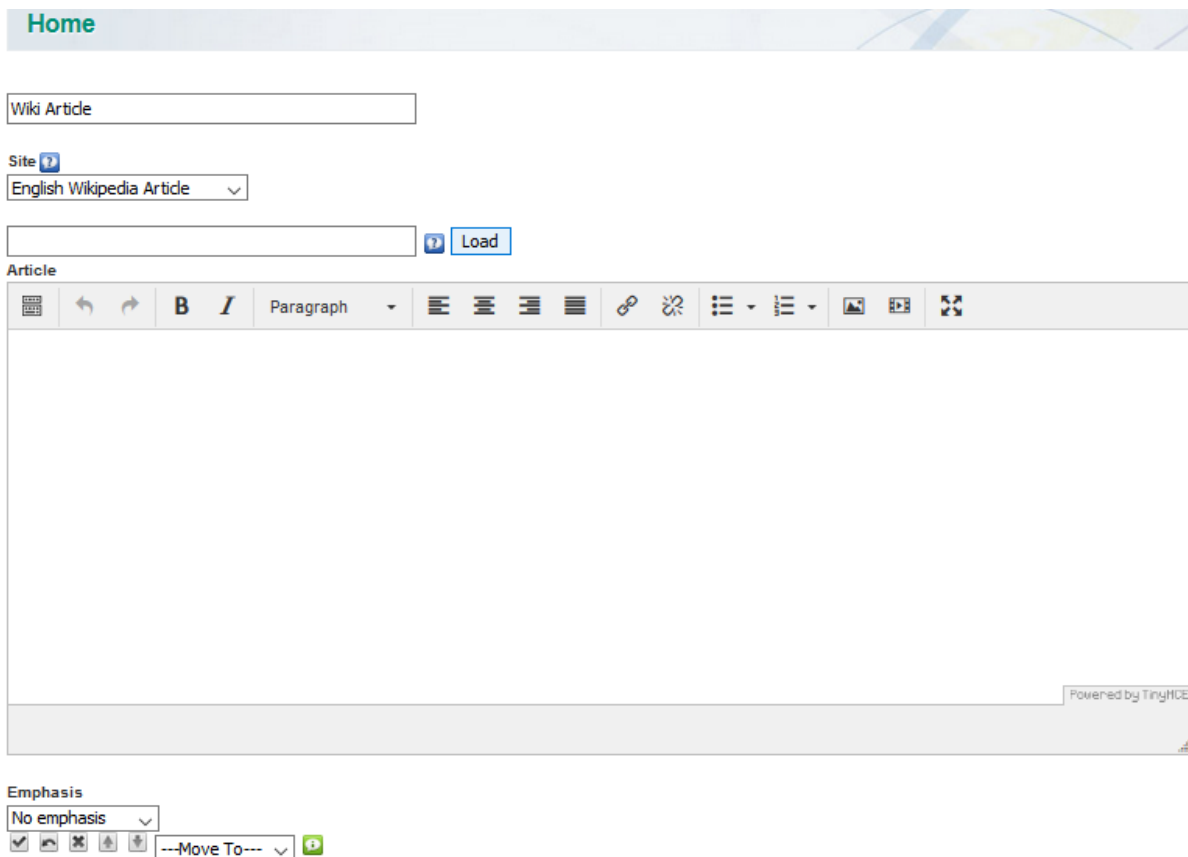 Home
Wiki Article
Site
English Wikipedia Article
Load
Article
B I Paragraph
Powered by TinyMCE
Emphasis
No emphasis
---Move To---